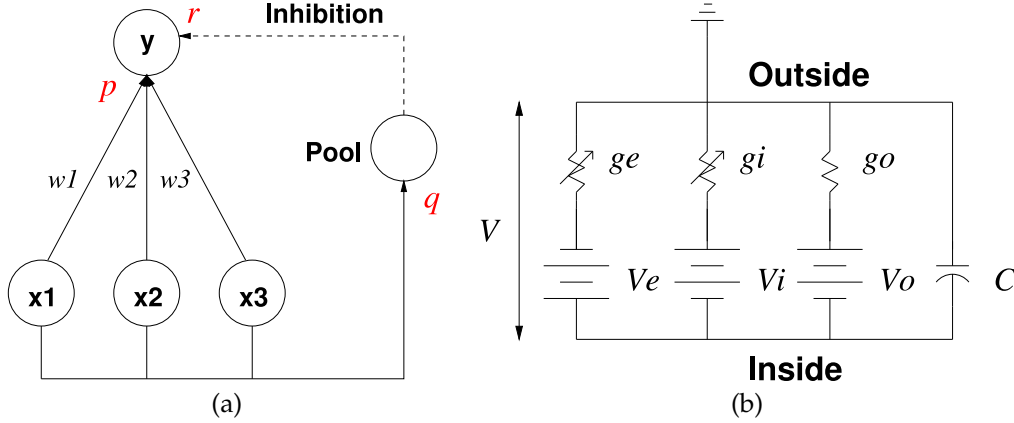 r
Inhibition
y
p
Pool
w1
w2
w3
q
x1
x2
x3
(a)
Outside
ge
gi
go
V
Ve
Vi
Vo
C
Inside
(b)